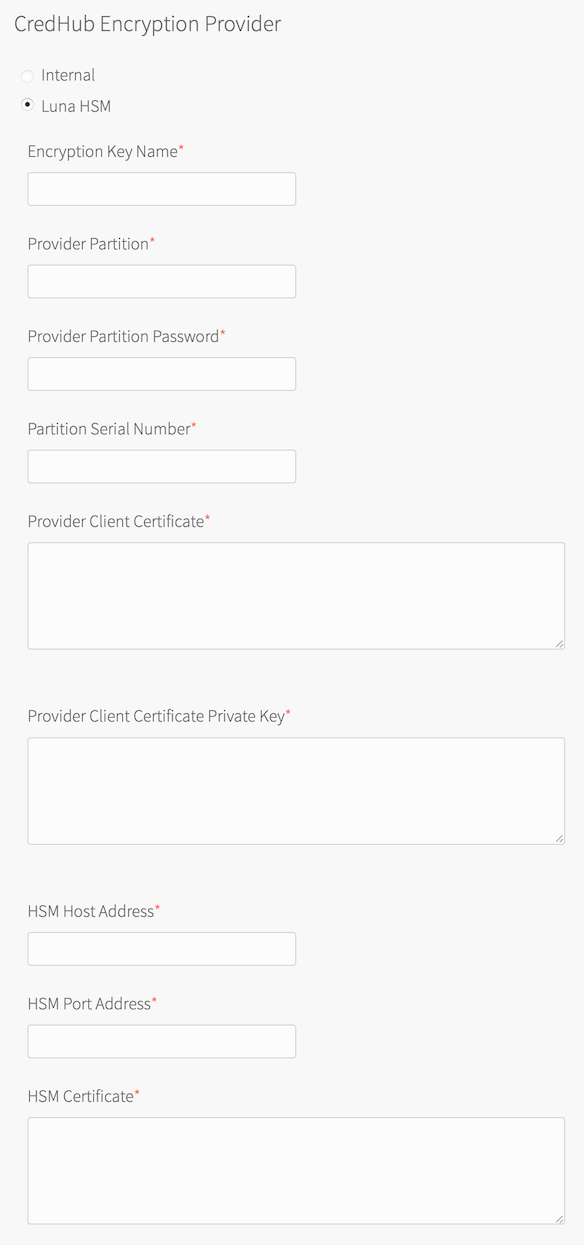 CredHub Encryption Provider
Internal
Luna HSM
Encryption Key Name*
Provider Partition*
Provider Partition Password*
Partition Serial Number*
Provider Client Certificate*
Provider Client Certificate Private Key*
HSM Host Address*
HSM Port Address*
HSM Certificate*